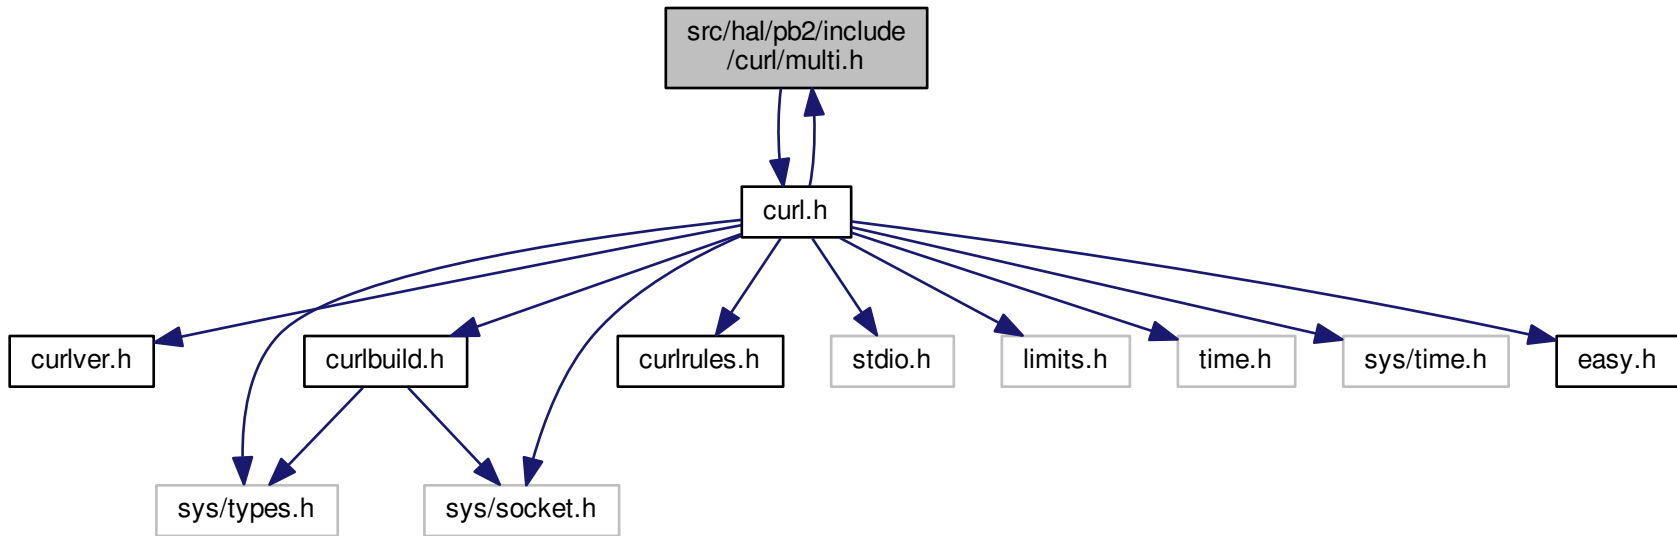 src/hal/pb2/include
/curl/multi.h
curl.h
curlver.h
curlbuild.h
curlrules.h
stdio.h
limits.h
time.h
sys/time.h
easy.h
sys/types.h
sys/socket.h